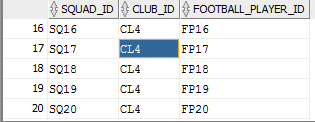 SQUAD_ID CLUB_ID FOOTBALL_PLAYER_ID
16 SQ16 CL4 FP16
17 SQ17 CL4 FP17
18 SQ18 CL4 FP18
19 SQ19 CL4 FP19
20 SQ20 CL4 FP20